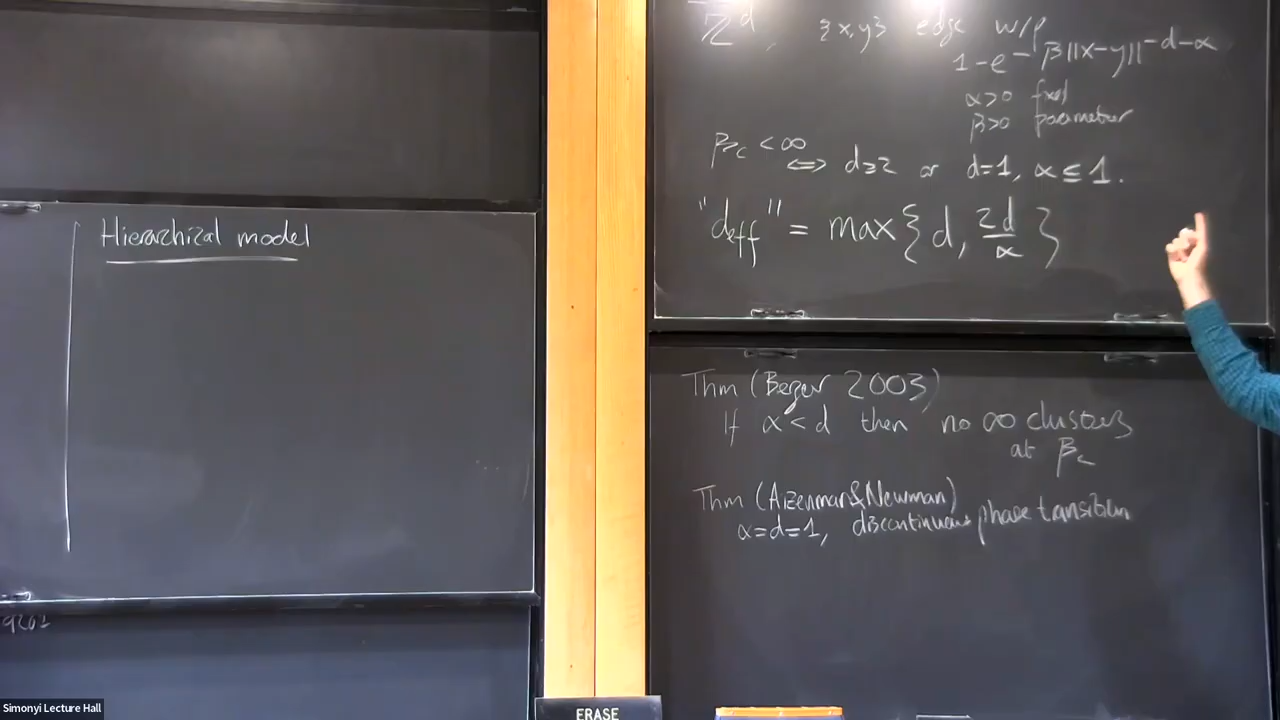 Hierarchical model
ℤ^d, {x,y} edge w/p
1-e^{-β||x-y||^{-d-α}}
α>0 fixed
β>0 parameter
β_c < ∞
⟺ d≥2 or d=1, α ≤ 1.
"d_eff" = max { d, 2d/α }
Thm (Berger 2003)
If α < d then no ∞ clusters
at β_c
Thm (Aizenman&Newman)
α=d=1, discontinuous phase transition
Simonyi Lecture Hall
ERASE